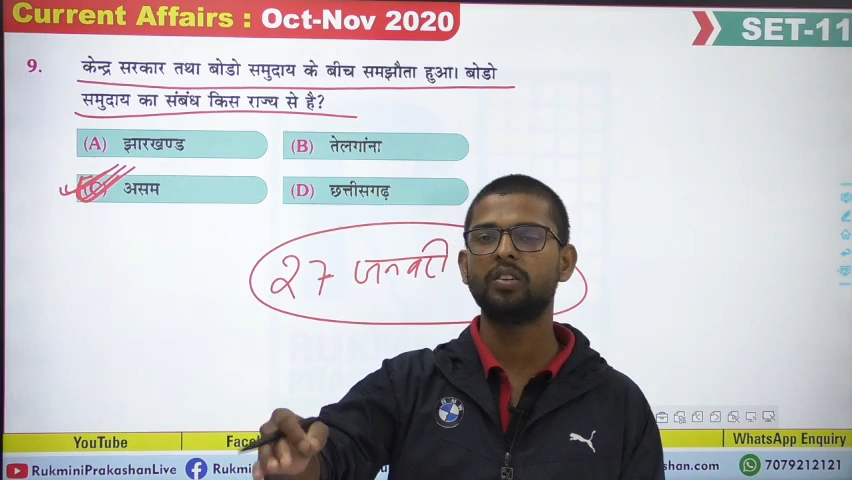 Current Affairs : Oct-Nov 2020
SET-11
9. केन्द्र सरकार तथा बोडो समुदाय के बीच समझौता हुआ। बोडो
समुदाय का संबंध किस राज्य से है?
(A) झारखण्ड (B) तेलगांना
(C) असम (D) छत्तीसगढ़
27 जनवरी
BMW
YouTube
WhatsApp Enquiry
RukminiPrakashanLive
7079212121